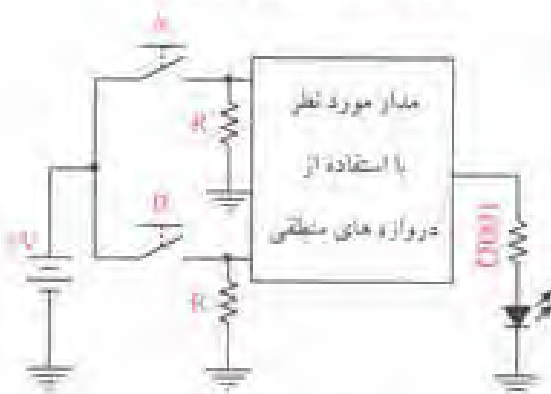 A
مدار مورد نظر
R
با استفاده از
B
دروازه های منطقی
R